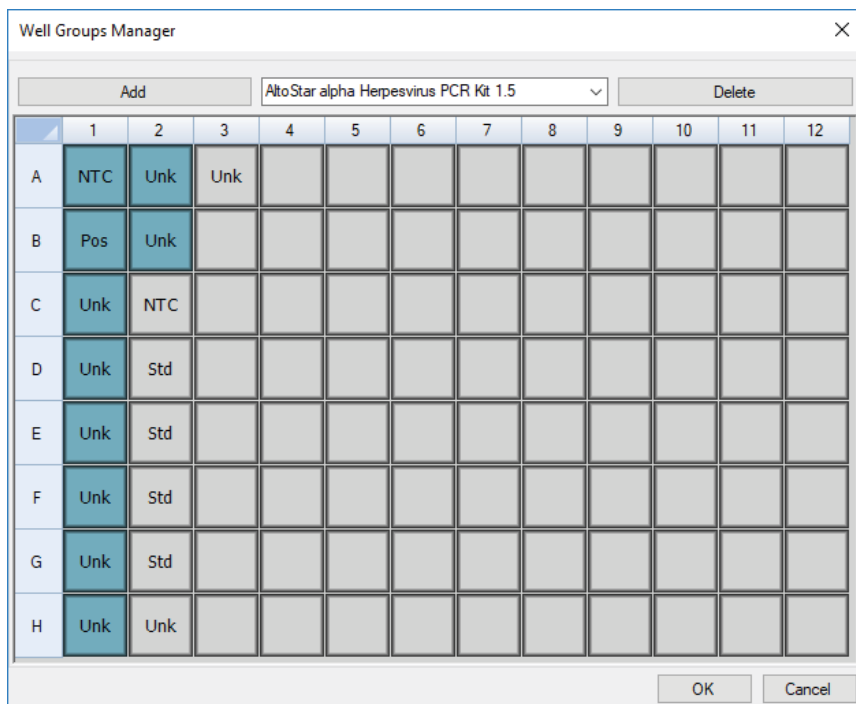 Well Groups Manager
Add AltoStar alpha Herpesvirus PCR Kit 1.5 Delete
1 2 3 4 5 6 7 8 9 10 11 12
A NTC Unk Unk
B Pos Unk
C Unk NTC
D Unk Std
E Unk Std
F Unk Std
G Unk Std
H Unk Unk
OK Cancel